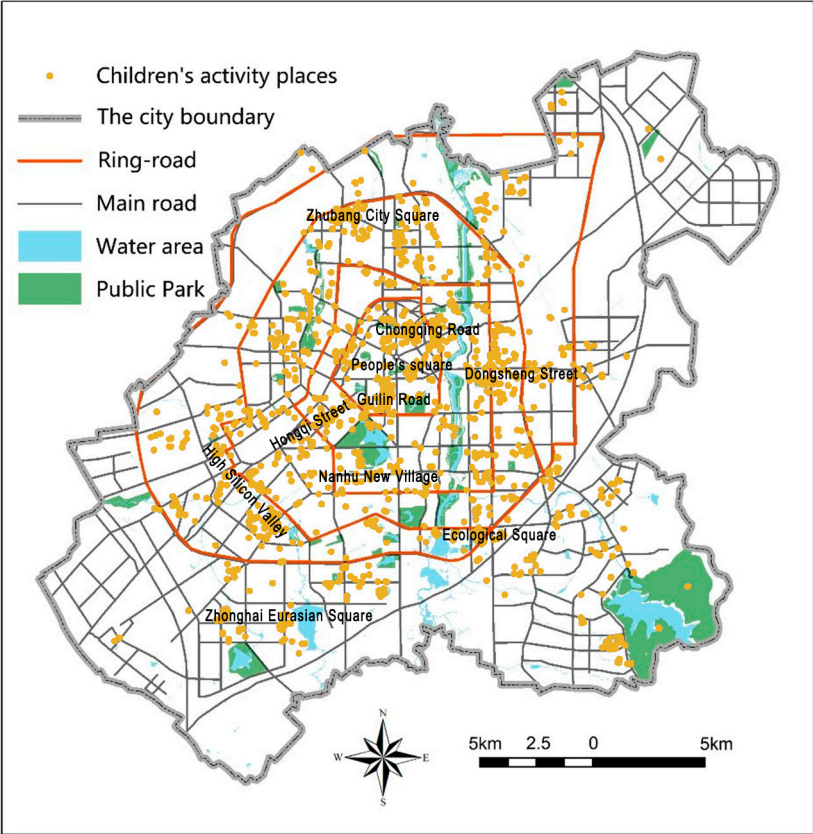 Children's activity places
The city boundary
Ring-road
Main road
Water area
Public Park
Zhubang City Square
Chongqing Road
People's square
Dongsheng Street
Guilin Road
Hongqi Street
High Silicon Valley
Nanhu New Village
Ecological Square
Zhonghai Eurasian Square
N
W
E
S
5km 2.5 0 5km